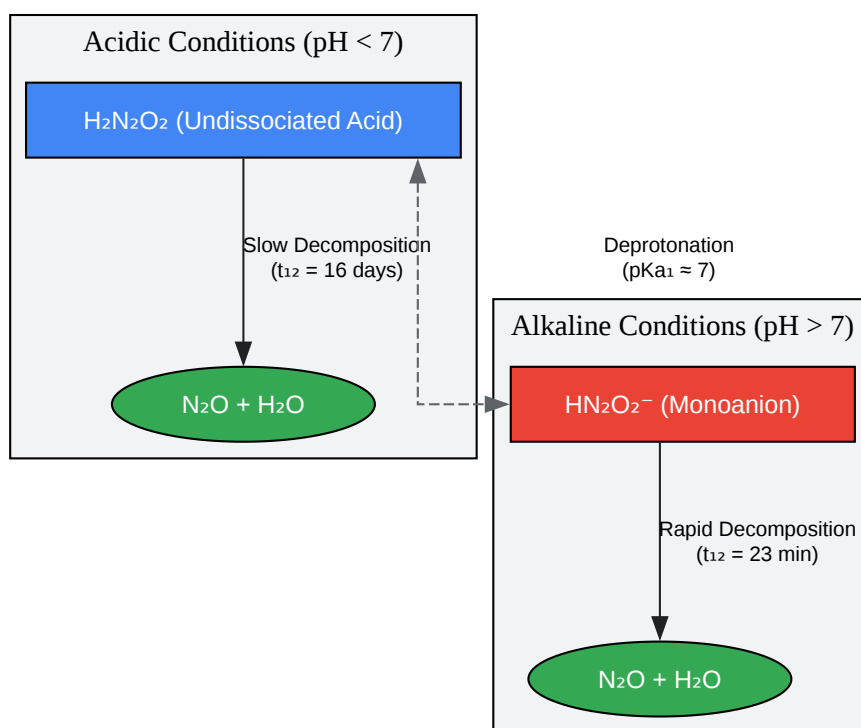 Acidic Conditions (pH < 7)
H₂N₂O₂ (Undissociated Acid)
Slow Decomposition
(t₁₂ = 16 days)
N₂O + H₂O
Deprotonation
(pKa₁ ≈ 7)
Alkaline Conditions (pH > 7)
HN₂O₂⁻ (Monoanion)
Rapid Decomposition
(t₁₂ = 23 min)
N₂O + H₂O